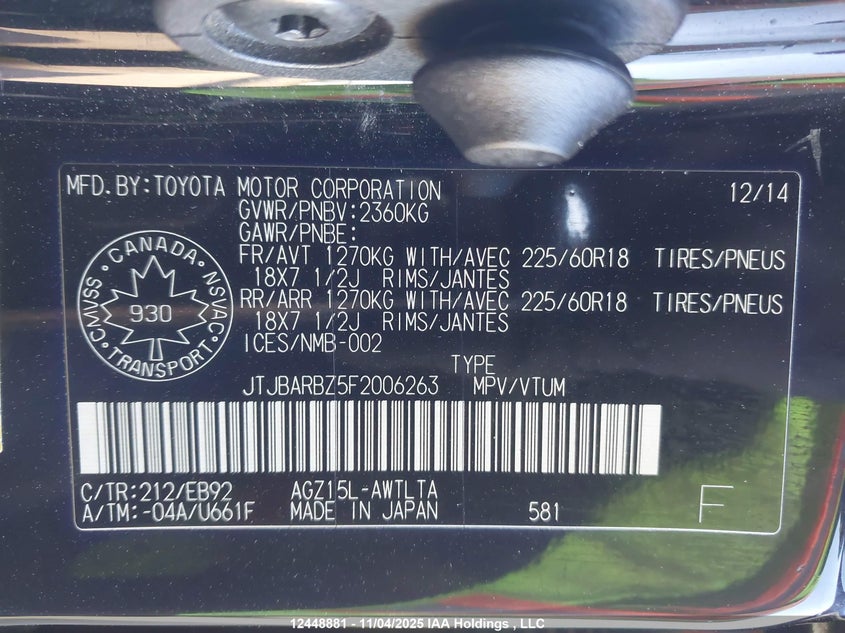 MFD. BY: TOYOTA MOTOR CORPORATION 12/14
GVWR/PNBV: 2360KG
GAWR/PNBE:
FR/AVT 1270KG WITH/AVEC 225/60R18 TIRES/PNEUS
18X7 1/2J RIMS/JANTES
RR/ARR 1270KG WITH/AVEC 225/60R18 TIRES/PNEUS
18X7 1/2J RIMS/JANTES
ICES/NMB-002
CANADA
CMVSS
NSVAC
930
TRANSPORT
TYPE
JTJBARBZ5F2006263 MPV/VTUM
C/TR: 212/EB92 AGZ15L-AWTLTA
A/TM: -04A/U661F MADE IN JAPAN 581 F
12448881 - 11/04/2025 IAA Holdings , LLC